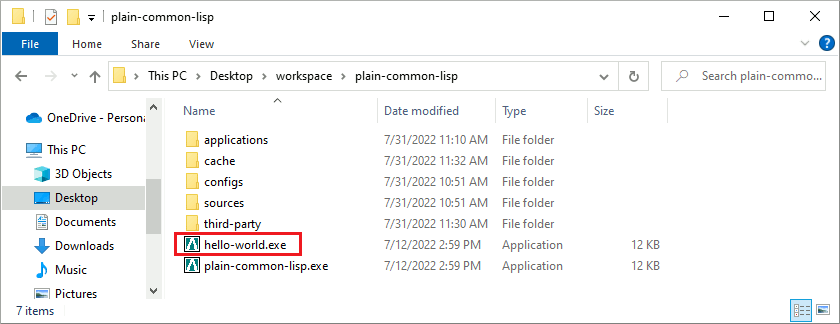 plain-common-lisp
File Home Share View
This PC Desktop workspace plain-common-lisp Search plain-commo...
Name Date modified Type Size
OneDrive - Persona
This PC
3D Objects
Desktop
Documents
Downloads
Music
Pictures
applications 7/31/2022 11:10 AM File folder
cache 7/31/2022 11:32 AM File folder
configs 7/31/2022 10:51 AM File folder
sources 7/31/2022 10:51 AM File folder
third-party 7/31/2022 11:30 AM File folder
hello-world.exe 7/12/2022 2:59 PM Application 12 KB
plain-common-lisp.exe 7/12/2022 2:59 PM Application 12 KB
7 items